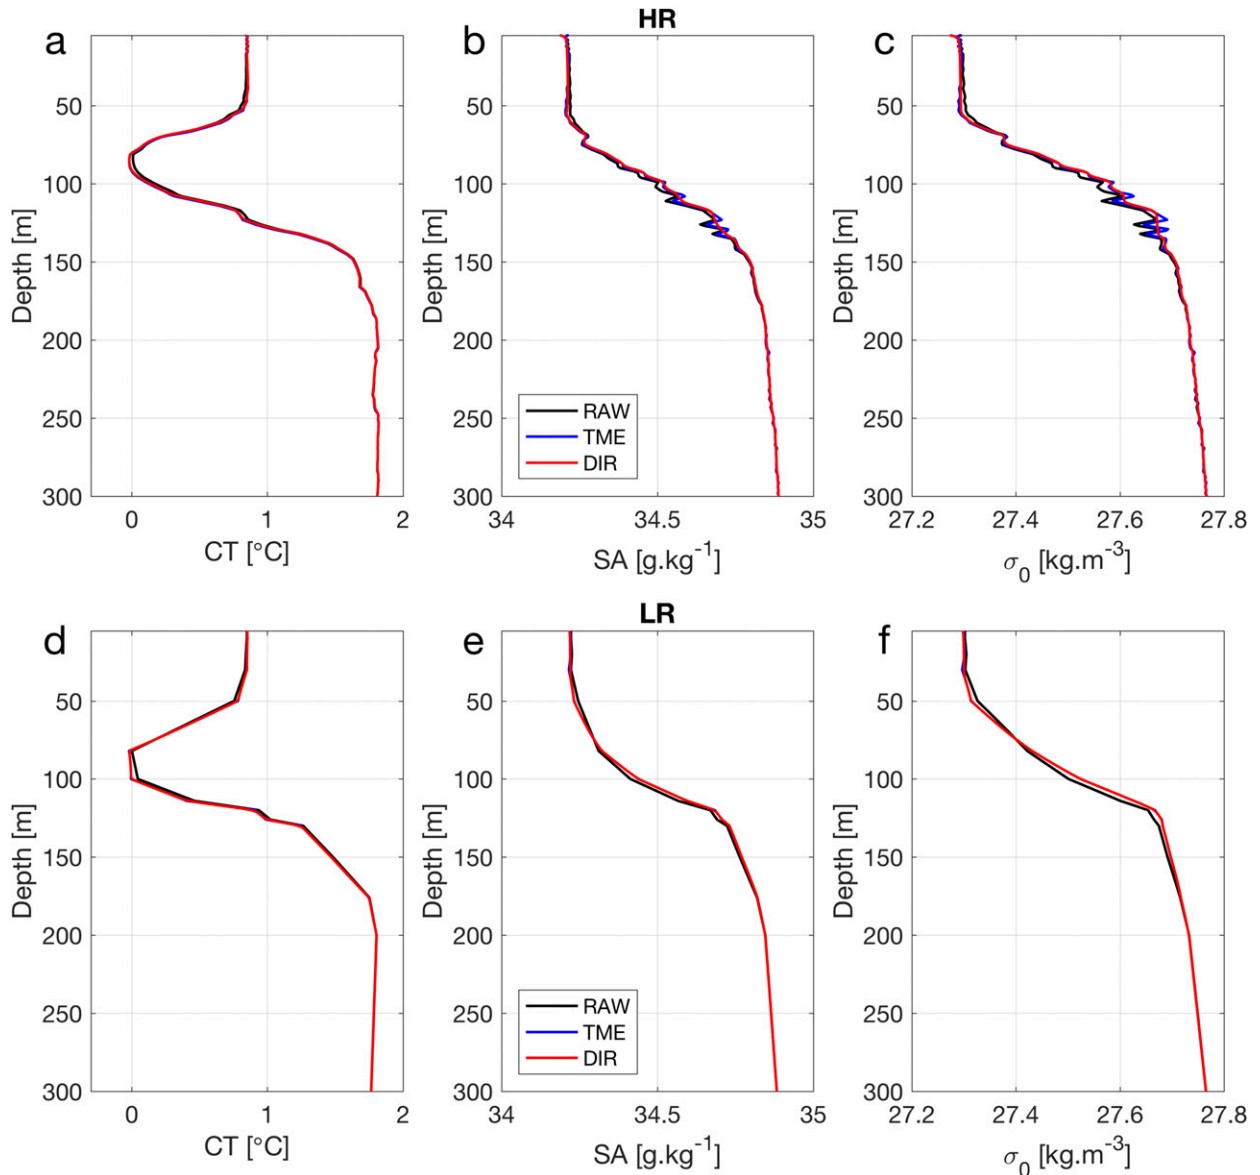 HR
a
b
c
50
100
150
200
250
300
Depth [m]
0
1
2
CT [°C]
50
100
150
200
250
300
Depth [m]
RAW
TME
DIR
34
34.5
35
SA [g.kg⁻¹]
50
100
150
200
250
300
Depth [m]
27.2
27.4
27.6
27.8
σ₀ [kg.m⁻³]
LR
d
e
f
50
100
150
200
250
300
Depth [m]
0
1
2
CT [°C]
50
100
150
200
250
300
Depth [m]
RAW
TME
DIR
34
34.5
35
SA [g.kg⁻¹]
50
100
150
200
250
300
Depth [m]
27.2
27.4
27.6
27.8
σ₀ [kg.m⁻³]